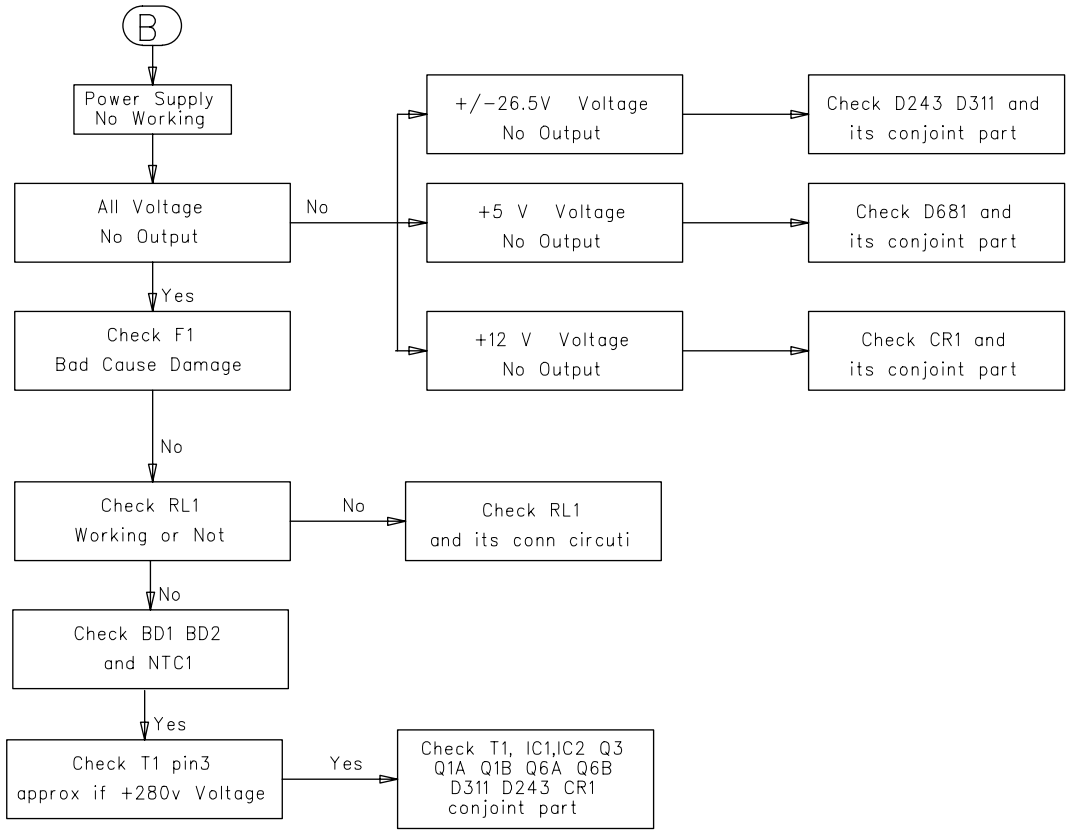 B
Power Supply
No Working
All Voltage
No Output
No
+/-26.5V Voltage
No Output
Check D243 D311 and
its conjoint part
+5 V Voltage
No Output
Check D681 and
its conjoint part
+12 V Voltage
No Output
Check CR1 and
its conjoint part
Yes
Check F1
Bad Cause Damage
No
Check RL1
Working or Not
No
Check RL1
and its conn circuti
No
Check BD1 BD2
and NTC1
Yes
Check T1 pin3
approx if +280v Voltage
Yes
Check T1, IC1,IC2 Q3
Q1A Q1B Q6A Q6B
D311 D243 CR1
conjoint part